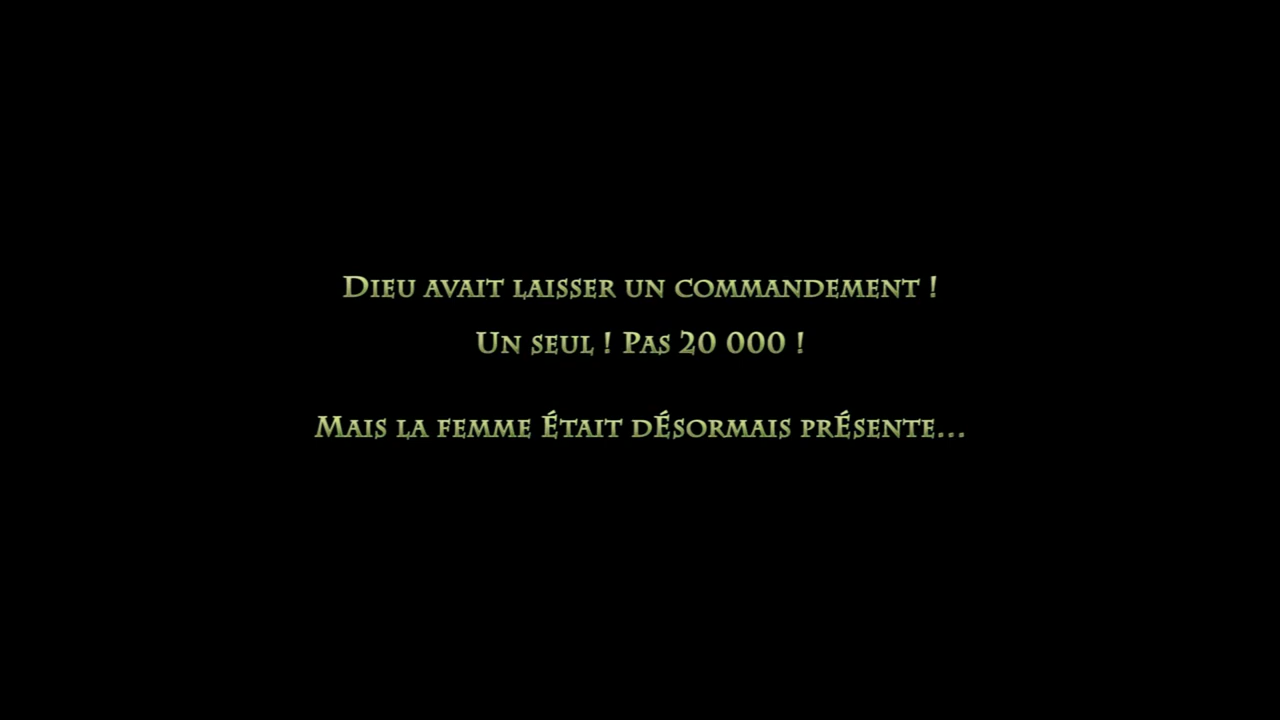 Dieu avait laisser un commandement !
Un seul ! Pas 20 000 !
Mais la femme Était dÉsormais prÉsente...